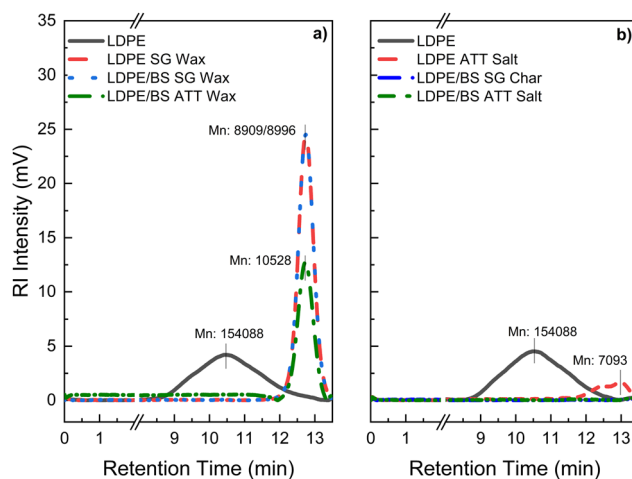 35
30
25
20
15
10
5
0
RI Intensity (mV)
a)
LDPE
LDPE SG Wax
LDPE/BS SG Wax
LDPE/BS ATT Wax
Mn: 8909/8996
Mn: 10528
Mn: 154088
0 1 9 10 11 12 13
Retention Time (min)
b)
LDPE
LDPE ATT Salt
LDPE/BS SG Char
LDPE/BS ATT Salt
Mn: 154088
Mn: 7093
0 1 9 10 11 12 13
Retention Time (min)